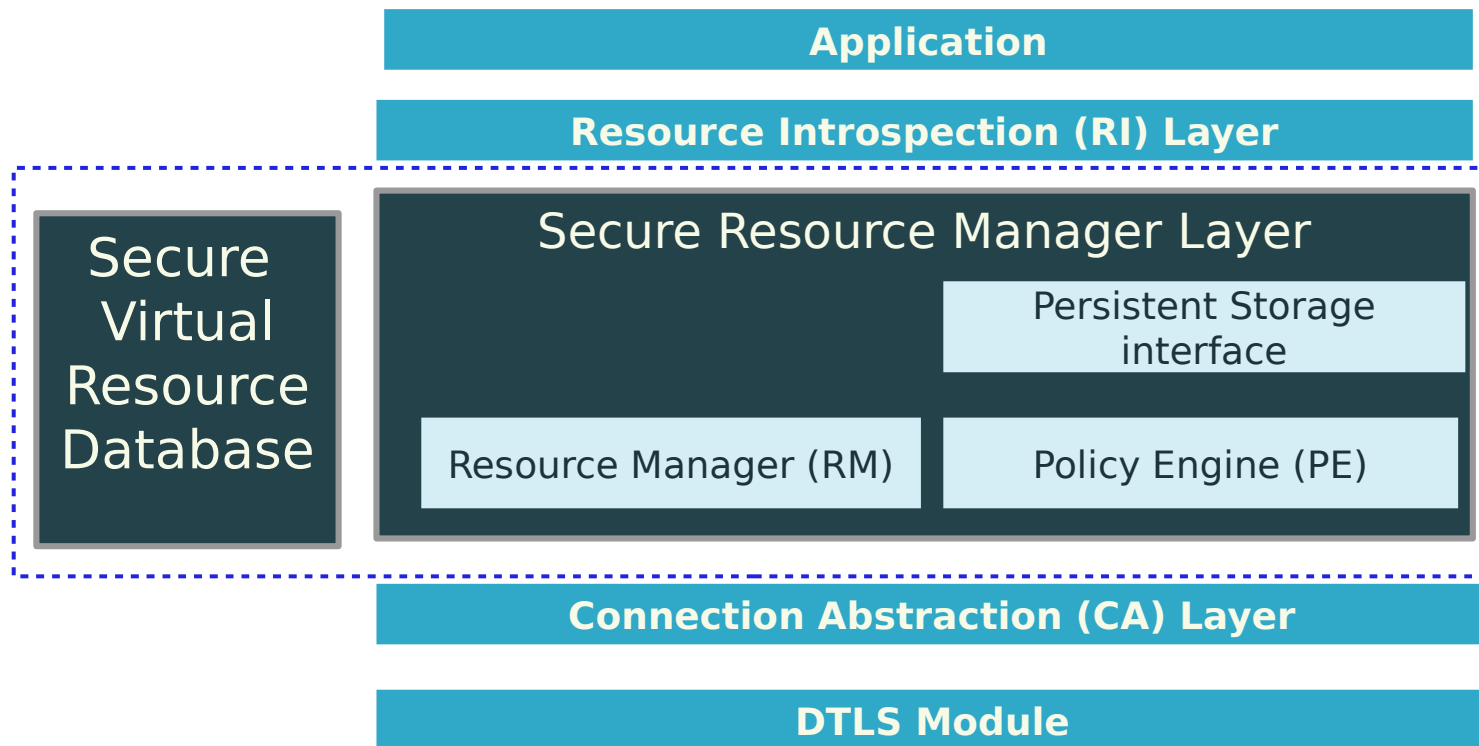 Application
Resource Introspection (RI) Layer
Secure
Virtual
Resource
Database
Secure Resource Manager Layer
Persistent Storage
interface
Resource Manager (RM)
Policy Engine (PE)
Connection Abstraction (CA) Layer
DTLS Module